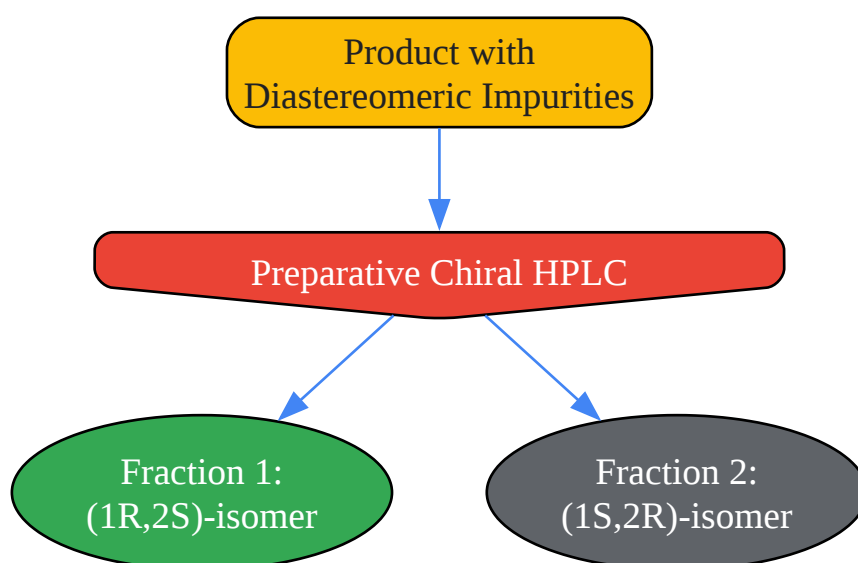 Product with
Diastereomeric Impurities
Preparative Chiral HPLC
Fraction 1:
(1R,2S)-isomer
Fraction 2:
(1S,2R)-isomer